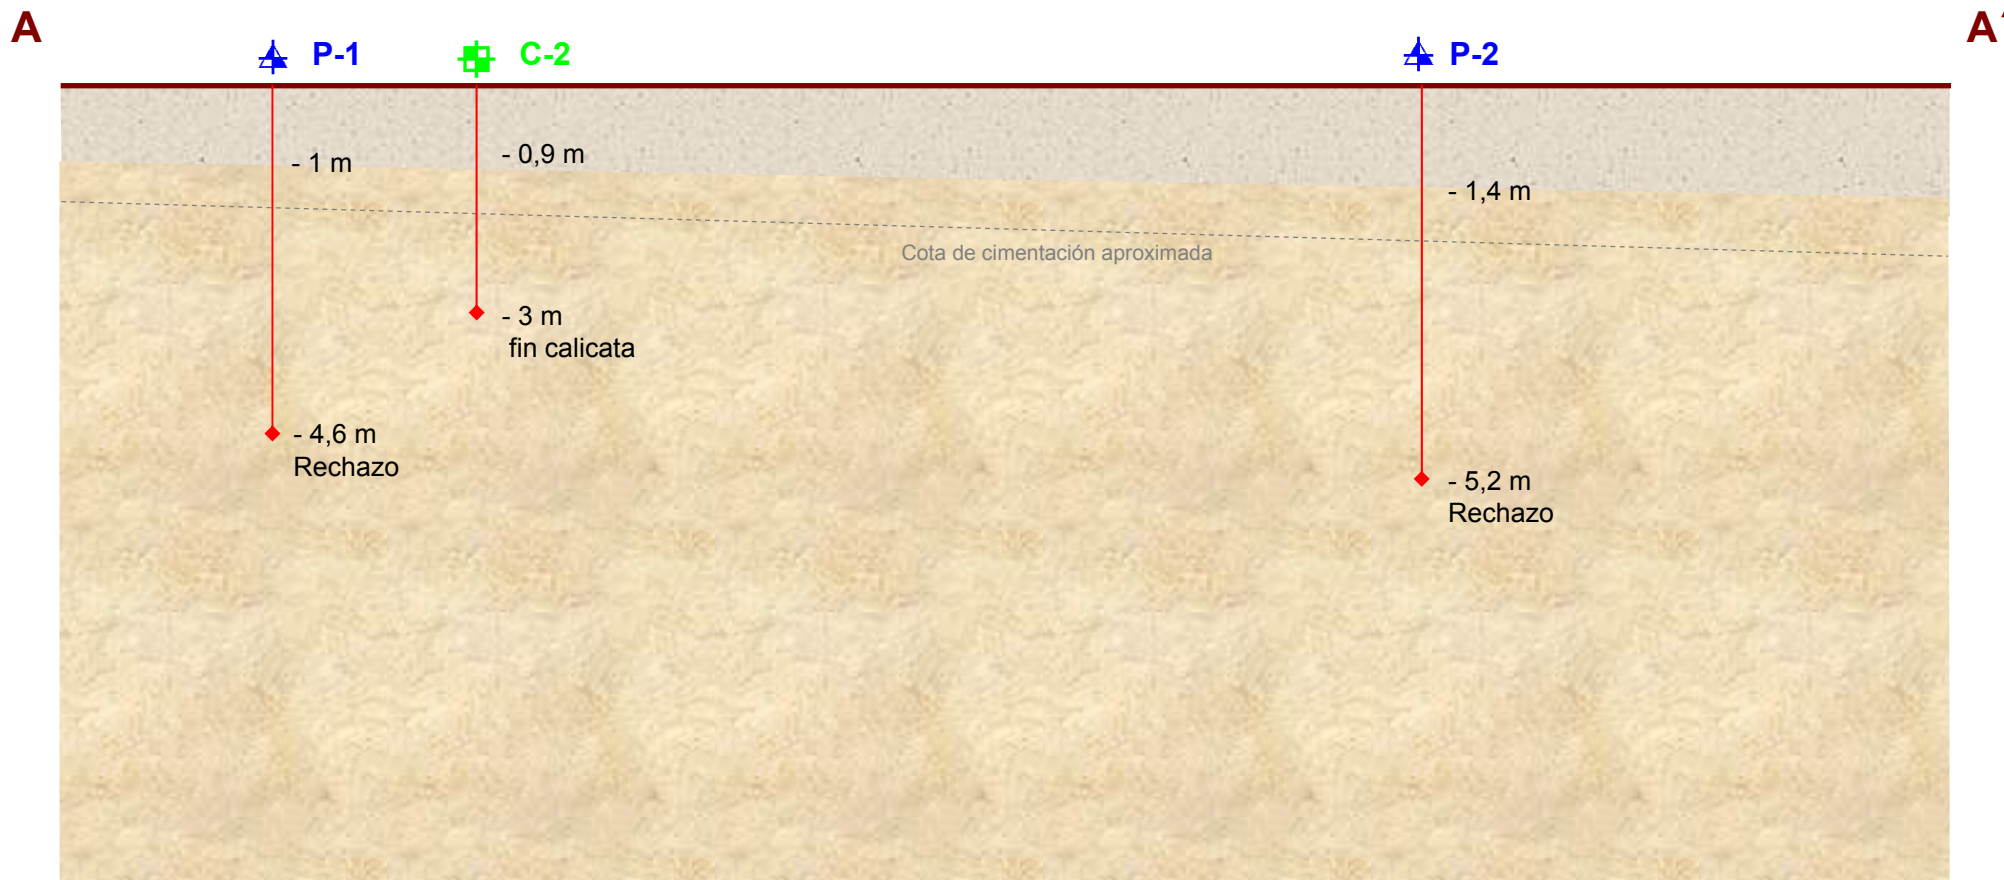 A
A´
P-1
C-2
P-2
- 1 m
- 0,9 m
- 1,4 m
Cota de cimentación aproximada
- 3 m
fin calicata
- 4,6 m
Rechazo
- 5,2 m
Rechazo